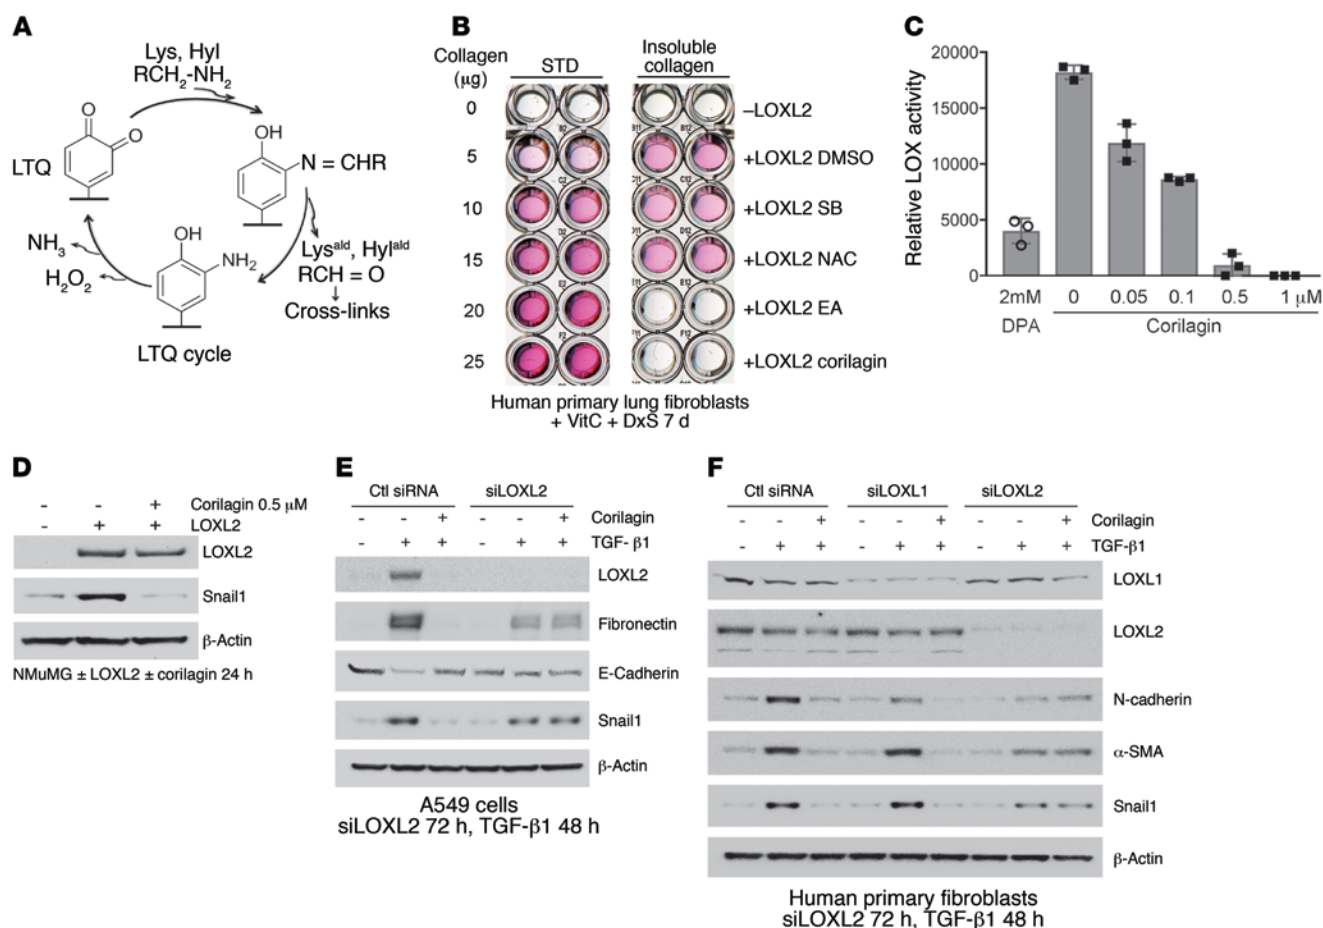 A
Lys, Hyl
RCH2-NH2
O
O
LTQ
OH
N = CHR
Lysald, Hylald
RCH = O
Cross-links
OH
NH2
NH3
H2O2
LTQ cycle
B
Collagen
(μg)
STD
Insoluble
collagen
0
–LOXL2
5
+LOXL2 DMSO
10
+LOXL2 SB
15
+LOXL2 NAC
20
+LOXL2 EA
25
+LOXL2 corilagin
Human primary lung fibroblasts
+ VitC + DxS 7 d
C
Relative LOX activity
20000
15000
10000
5000
0
2mM 0 0.05 0.1 0.5 1 μM
DPA Corilagin
D
- - + Corilagin 0.5 μM
- + + LOXL2
LOXL2
Snail1
β-Actin
NMuMG ± LOXL2 ± corilagin 24 h
E
Ctl siRNA siLOXL2
- - + - - + Corilagin
- + + - + + TGF- β1
LOXL2
Fibronectin
E-Cadherin
Snail1
β-Actin
A549 cells
siLOXL2 72 h, TGF-β1 48 h
F
Ctl siRNA siLOXL1 siLOXL2
- - + - - + - - + Corilagin
- + + - + + - + + TGF-β1
LOXL1
LOXL2
N-cadherin
α-SMA
Snail1
β-Actin
Human primary fibroblasts
siLOXL2 72 h, TGF-β1 48 h